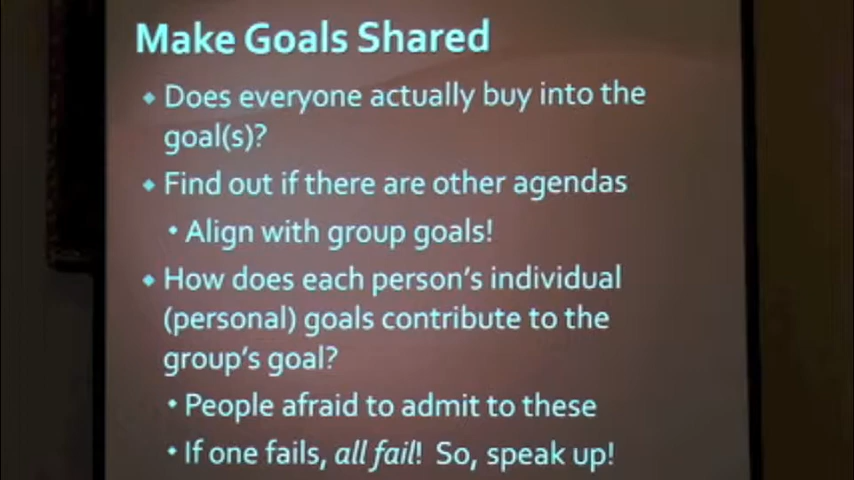 Make Goals Shared
◆ Does everyone actually buy into the
goal(s)?
◆ Find out if there are other agendas
• Align with group goals!
◆ How does each person's individual
(personal) goals contribute to the
group's goal?
• People afraid to admit to these
• If one fails, all fail! So, speak up!